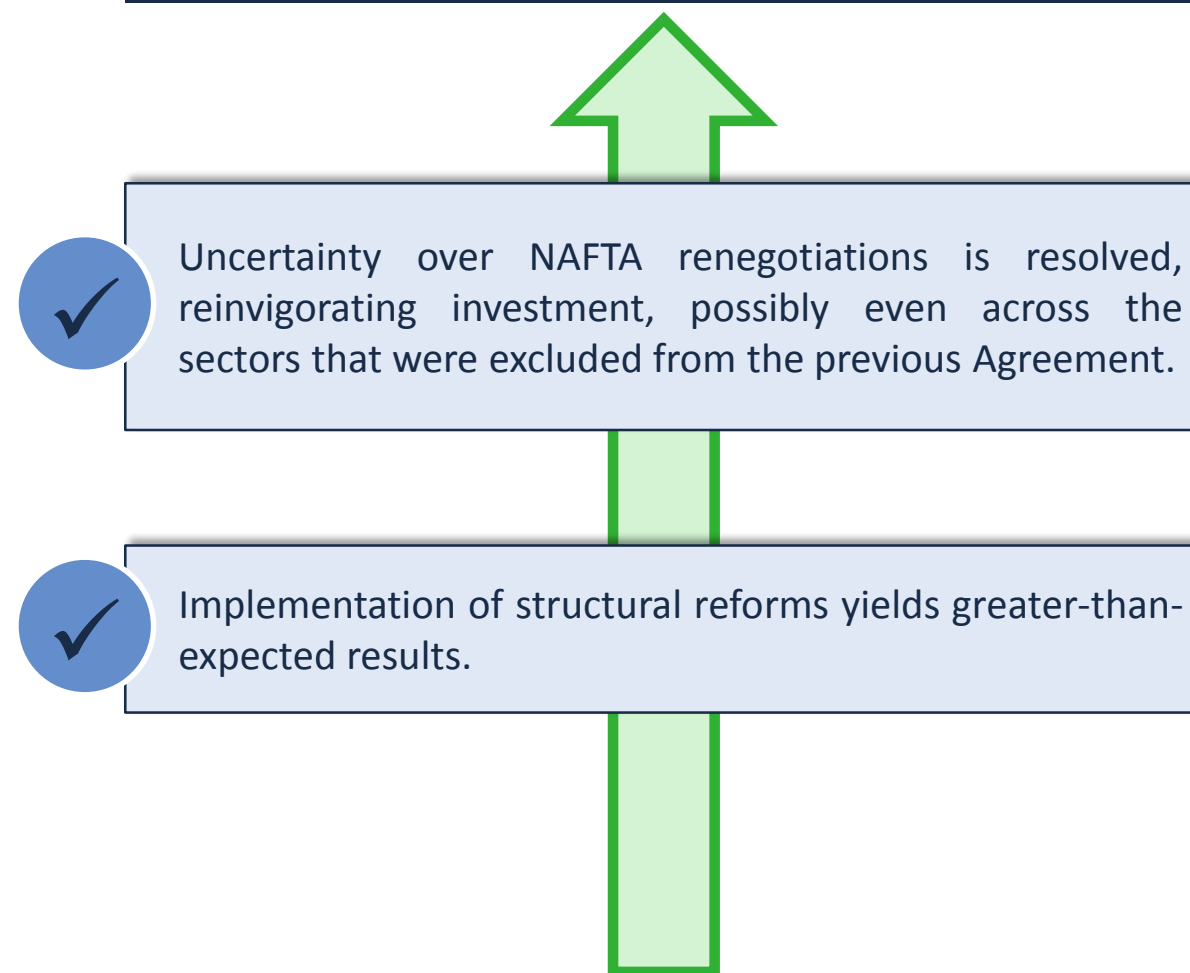 Uncertainty over NAFTA renegotiations is resolved,
reinvigorating investment, possibly even across the
sectors that were excluded from the previous Agreement.
Implementation of structural reforms yields greater-than-
expected results.